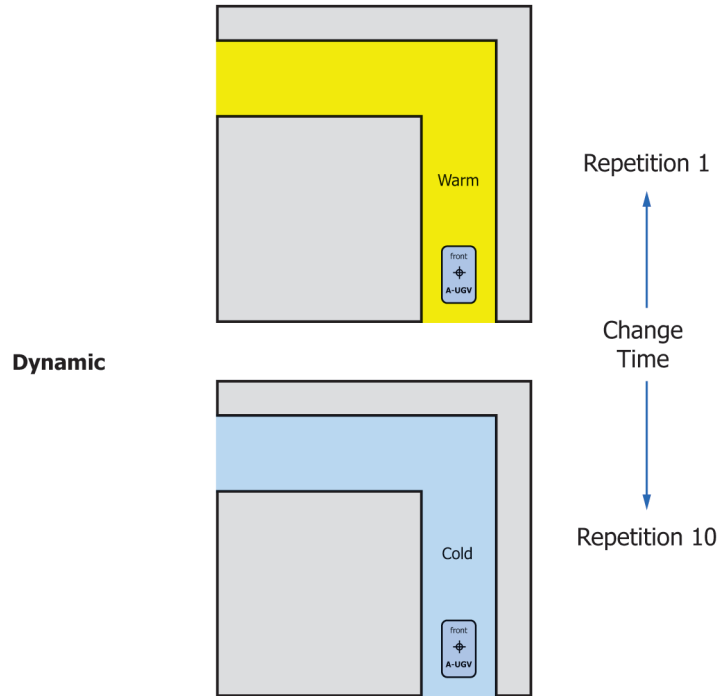 Warm
front
A-UGV
Repetition 1
Change
Time
Dynamic
Cold
front
A-UGV
Repetition 10